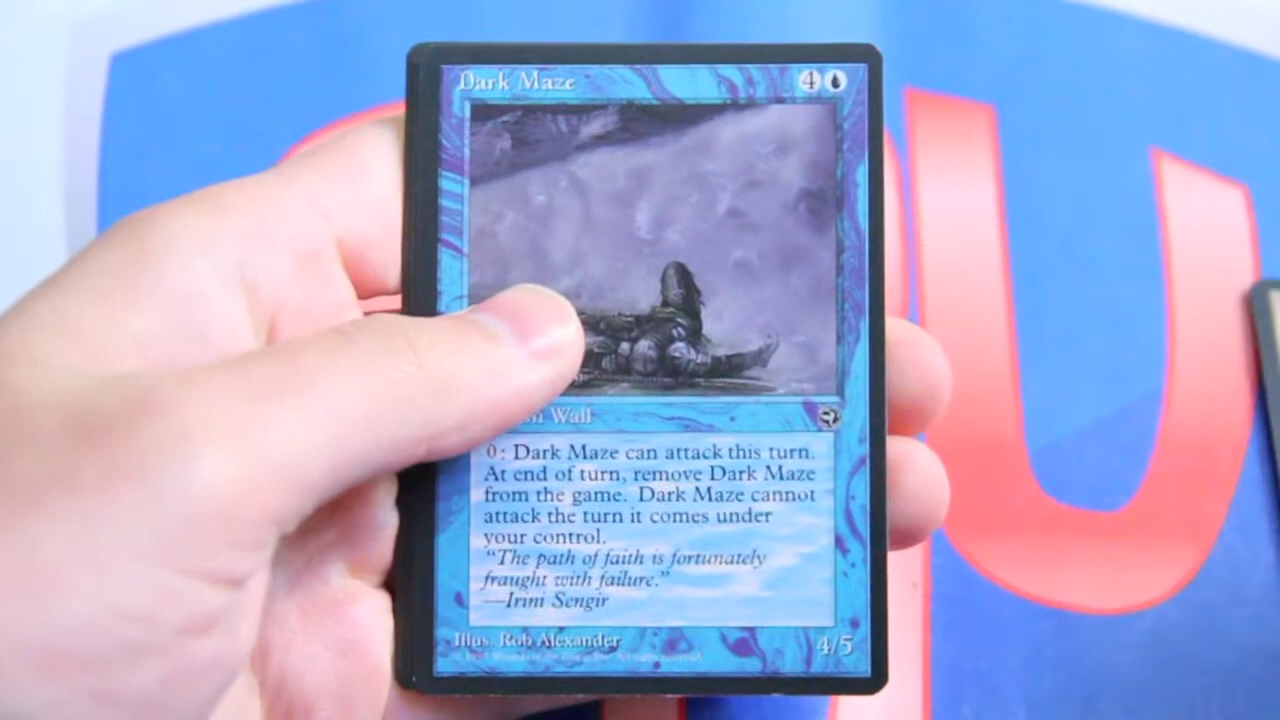 Dark Maze 4
on Wall
0: Dark Maze can attack this turn.
At end of turn, remove Dark Maze
from the game. Dark Maze cannot
attack the turn it comes under
your control.
"The path of faith is fortunately
fraught with failure."
—Irini Sengir
Illus. Rob Alexander
4/5
U